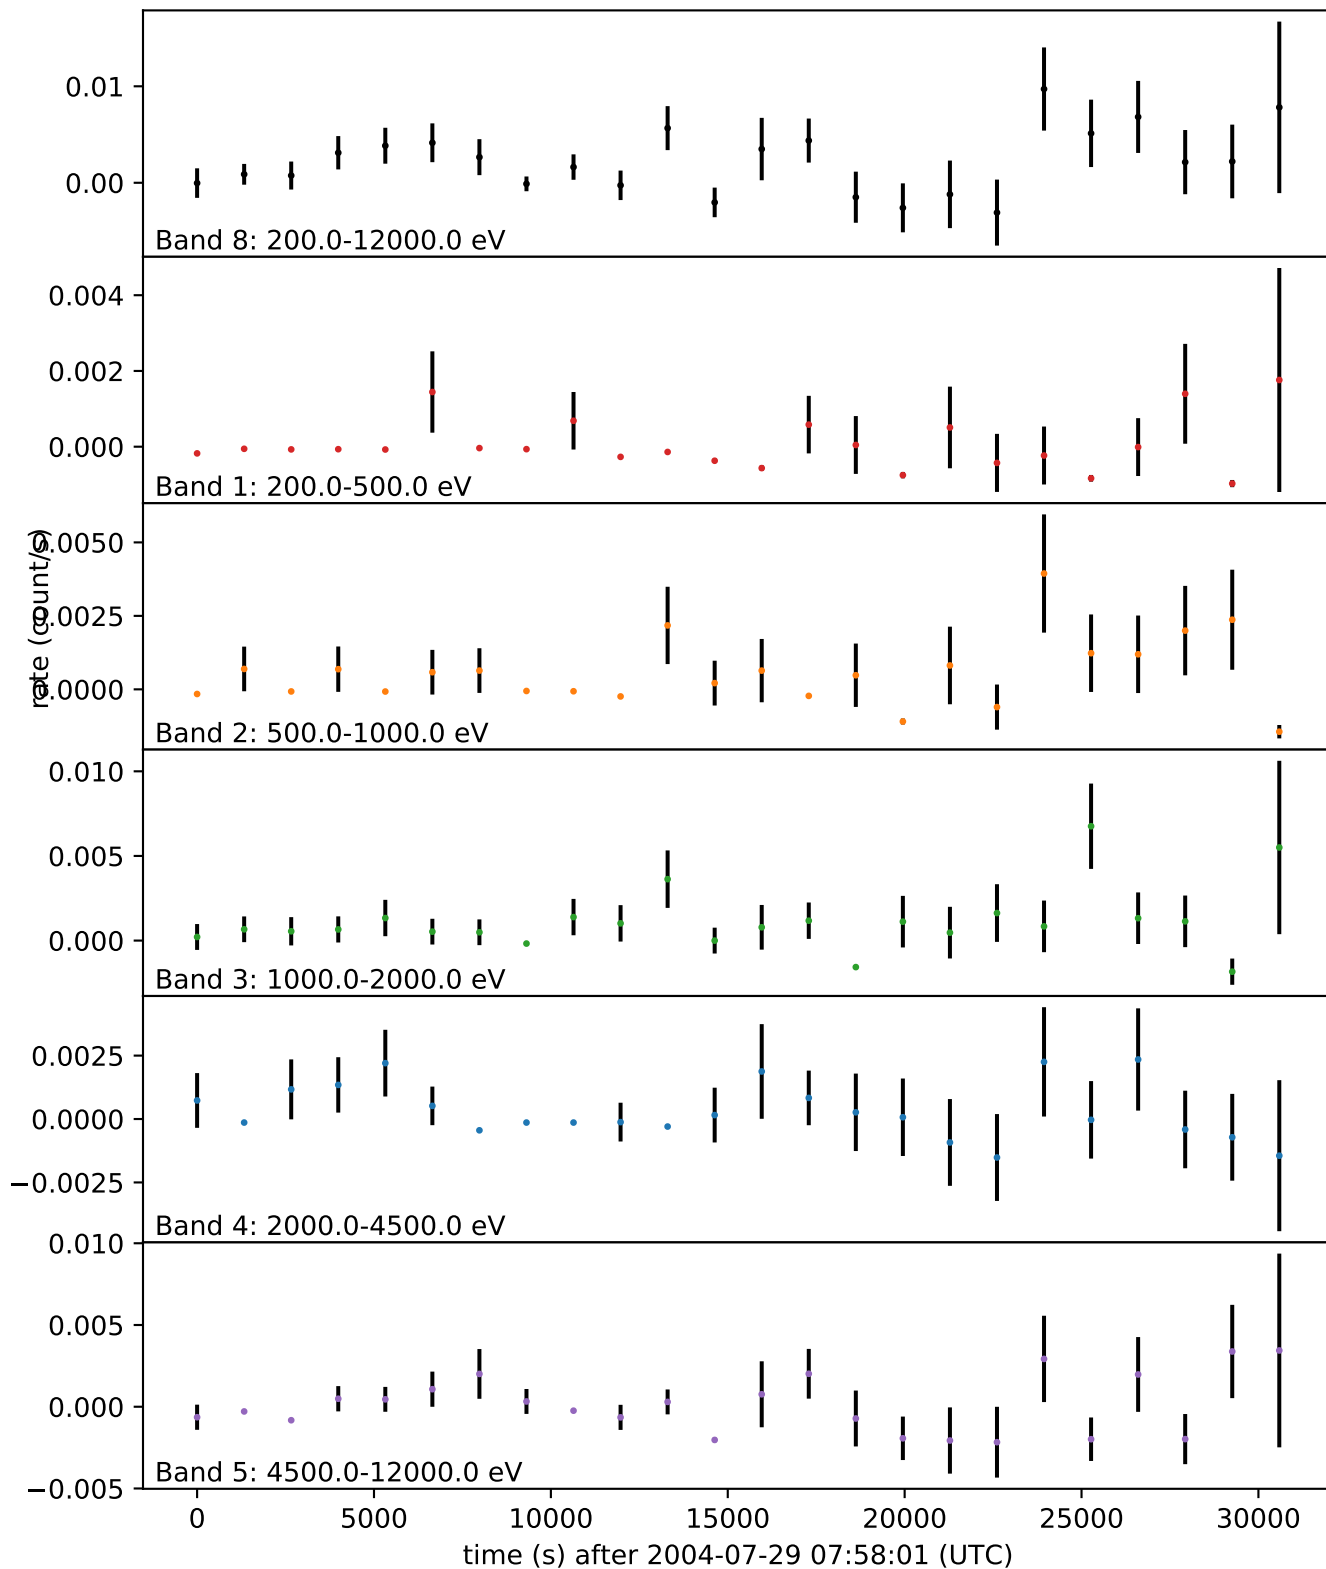 0.01
0.00
Band 8: 200.0-12000.0 eV
0.004
0.002
0.000
Band 1: 200.0-500.0 eV
rate (count/s)
0.0050
0.0025
0.0000
Band 2: 500.0-1000.0 eV
0.010
0.005
0.000
Band 3: 1000.0-2000.0 eV
0.0025
0.0000
−0.0025
Band 4: 2000.0-4500.0 eV
0.010
0.005
0.000
−0.005
Band 5: 4500.0-12000.0 eV
0 5000 10000 15000 20000 25000 30000
time (s) after 2004-07-29 07:58:01 (UTC)